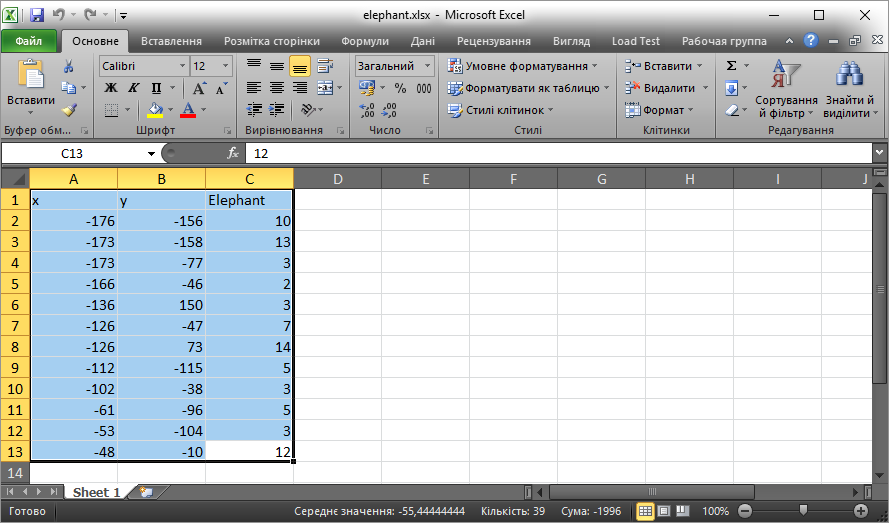 elephant.xlsx - Microsoft Excel
Файл Основне Вставлення Розмітка сторінки Формули Дані Рецензування Вигляд Load Test Рабочая группа
Вставити
Calibri 12
Ж К П
Загальний
% 000
Умовне форматування
Форматувати як таблицю
Стилі клітинок
Вставити
Видалити
Формат
Σ
Сортування й фільтр
Знайти й виділити
Буфер обм... Шрифт Вирівнювання Число Стилі Клітинки Редагування
C13 fx 12
A B C D E F G H I J
1 x y Elephant
2 -176 -156 10
3 -173 -158 13
4 -173 -77 3
5 -166 -46 2
6 -136 150 3
7 -126 -47 7
8 -126 73 14
9 -112 -115 5
10 -102 -38 3
11 -61 -96 5
12 -53 -104 3
13 -48 -10 12
14
Sheet 1
Готово Середнє значення: -55,44444444 Кількість: 39 Сума: -1996 100%